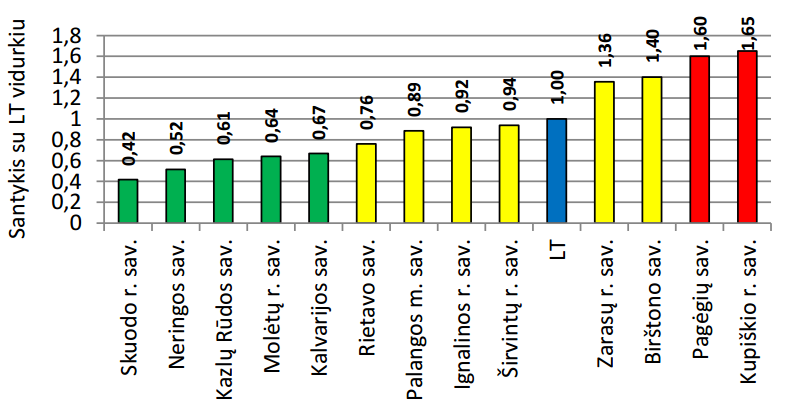 Santykis su LT vidurkiu
1,8
1,6
1,4
1,2
1
0,8
0,6
0,4
0,2
0
0,42
0,52
0,61
0,64
0,67
0,76
0,89
0,92
0,94
1,00
1,36
1,40
1,60
1,65
Skuodo r. sav.
Neringos sav.
Kazlų Rūdos sav.
Molėtų r. sav.
Kalvarijos sav.
Rietavo sav.
Palangos m. sav.
Ignalinos r. sav.
Širvintų r. sav.
LT
Zarasų r. sav.
Birštono sav.
Pagėgių sav.
Kupiškio r. sav.